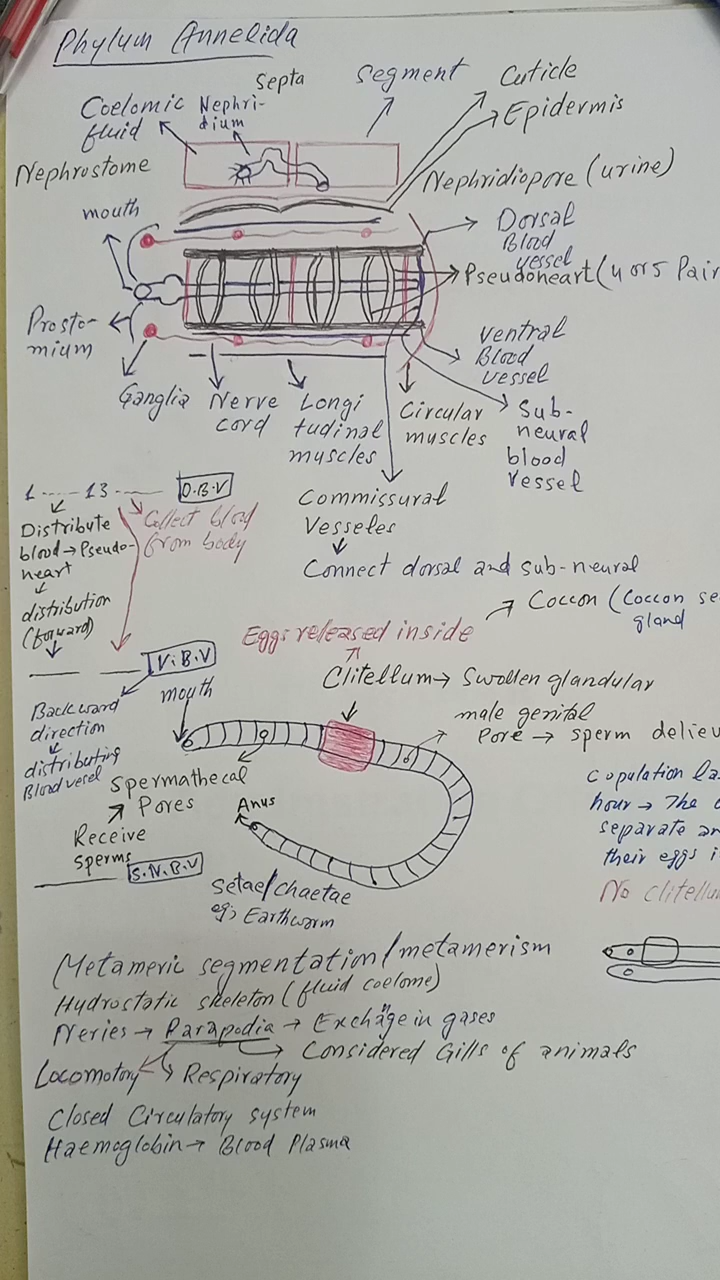 Phylum Annelida
Septa
Segment
Cuticle
Epidermis
Coelomic
fluid
Nephri-
dium
Nephrostome
Nephridiopore (urine)
mouth
Dorsal
Blood
vessel
Pseudoheart (4 or 5 Pair
Prosto-
mium
ventral
Blood
vessel
Ganglia
Nerve
cord
Longi
tudinal
muscles
Circular
muscles
Sub-
neural
blood
vessel
1 ---- 13
D.B.V
Distribute
blood → Pseudo-
heart
distribution
(forward)
Collect blood
from body
Commissural
Vesseles
Connect dorsal and sub-neural
Coccon (Coccon se
gland
Eggs released inside
V.B.V
Clitellum → Swollen glandular
Backward
direction
distributing
Blood vesel
mouth
male genital
Pore → sperm deliev
Spermathecal
Pores
Receive
sperms
Anus
copulation la
hour → The
separate an
their eggs i
No clitellu
S.N.B.V
Setae/chaetae
eg; Earthworm
Metameric segmentation/metamerism
Hydrostatic skeleton (fluid coelome)
Neries → Parapodia → Exchage in gases
Considered Gills of animals
Locomotory
Respiratory
Closed Circulatory system
Haemoglobin → Blood Plasma